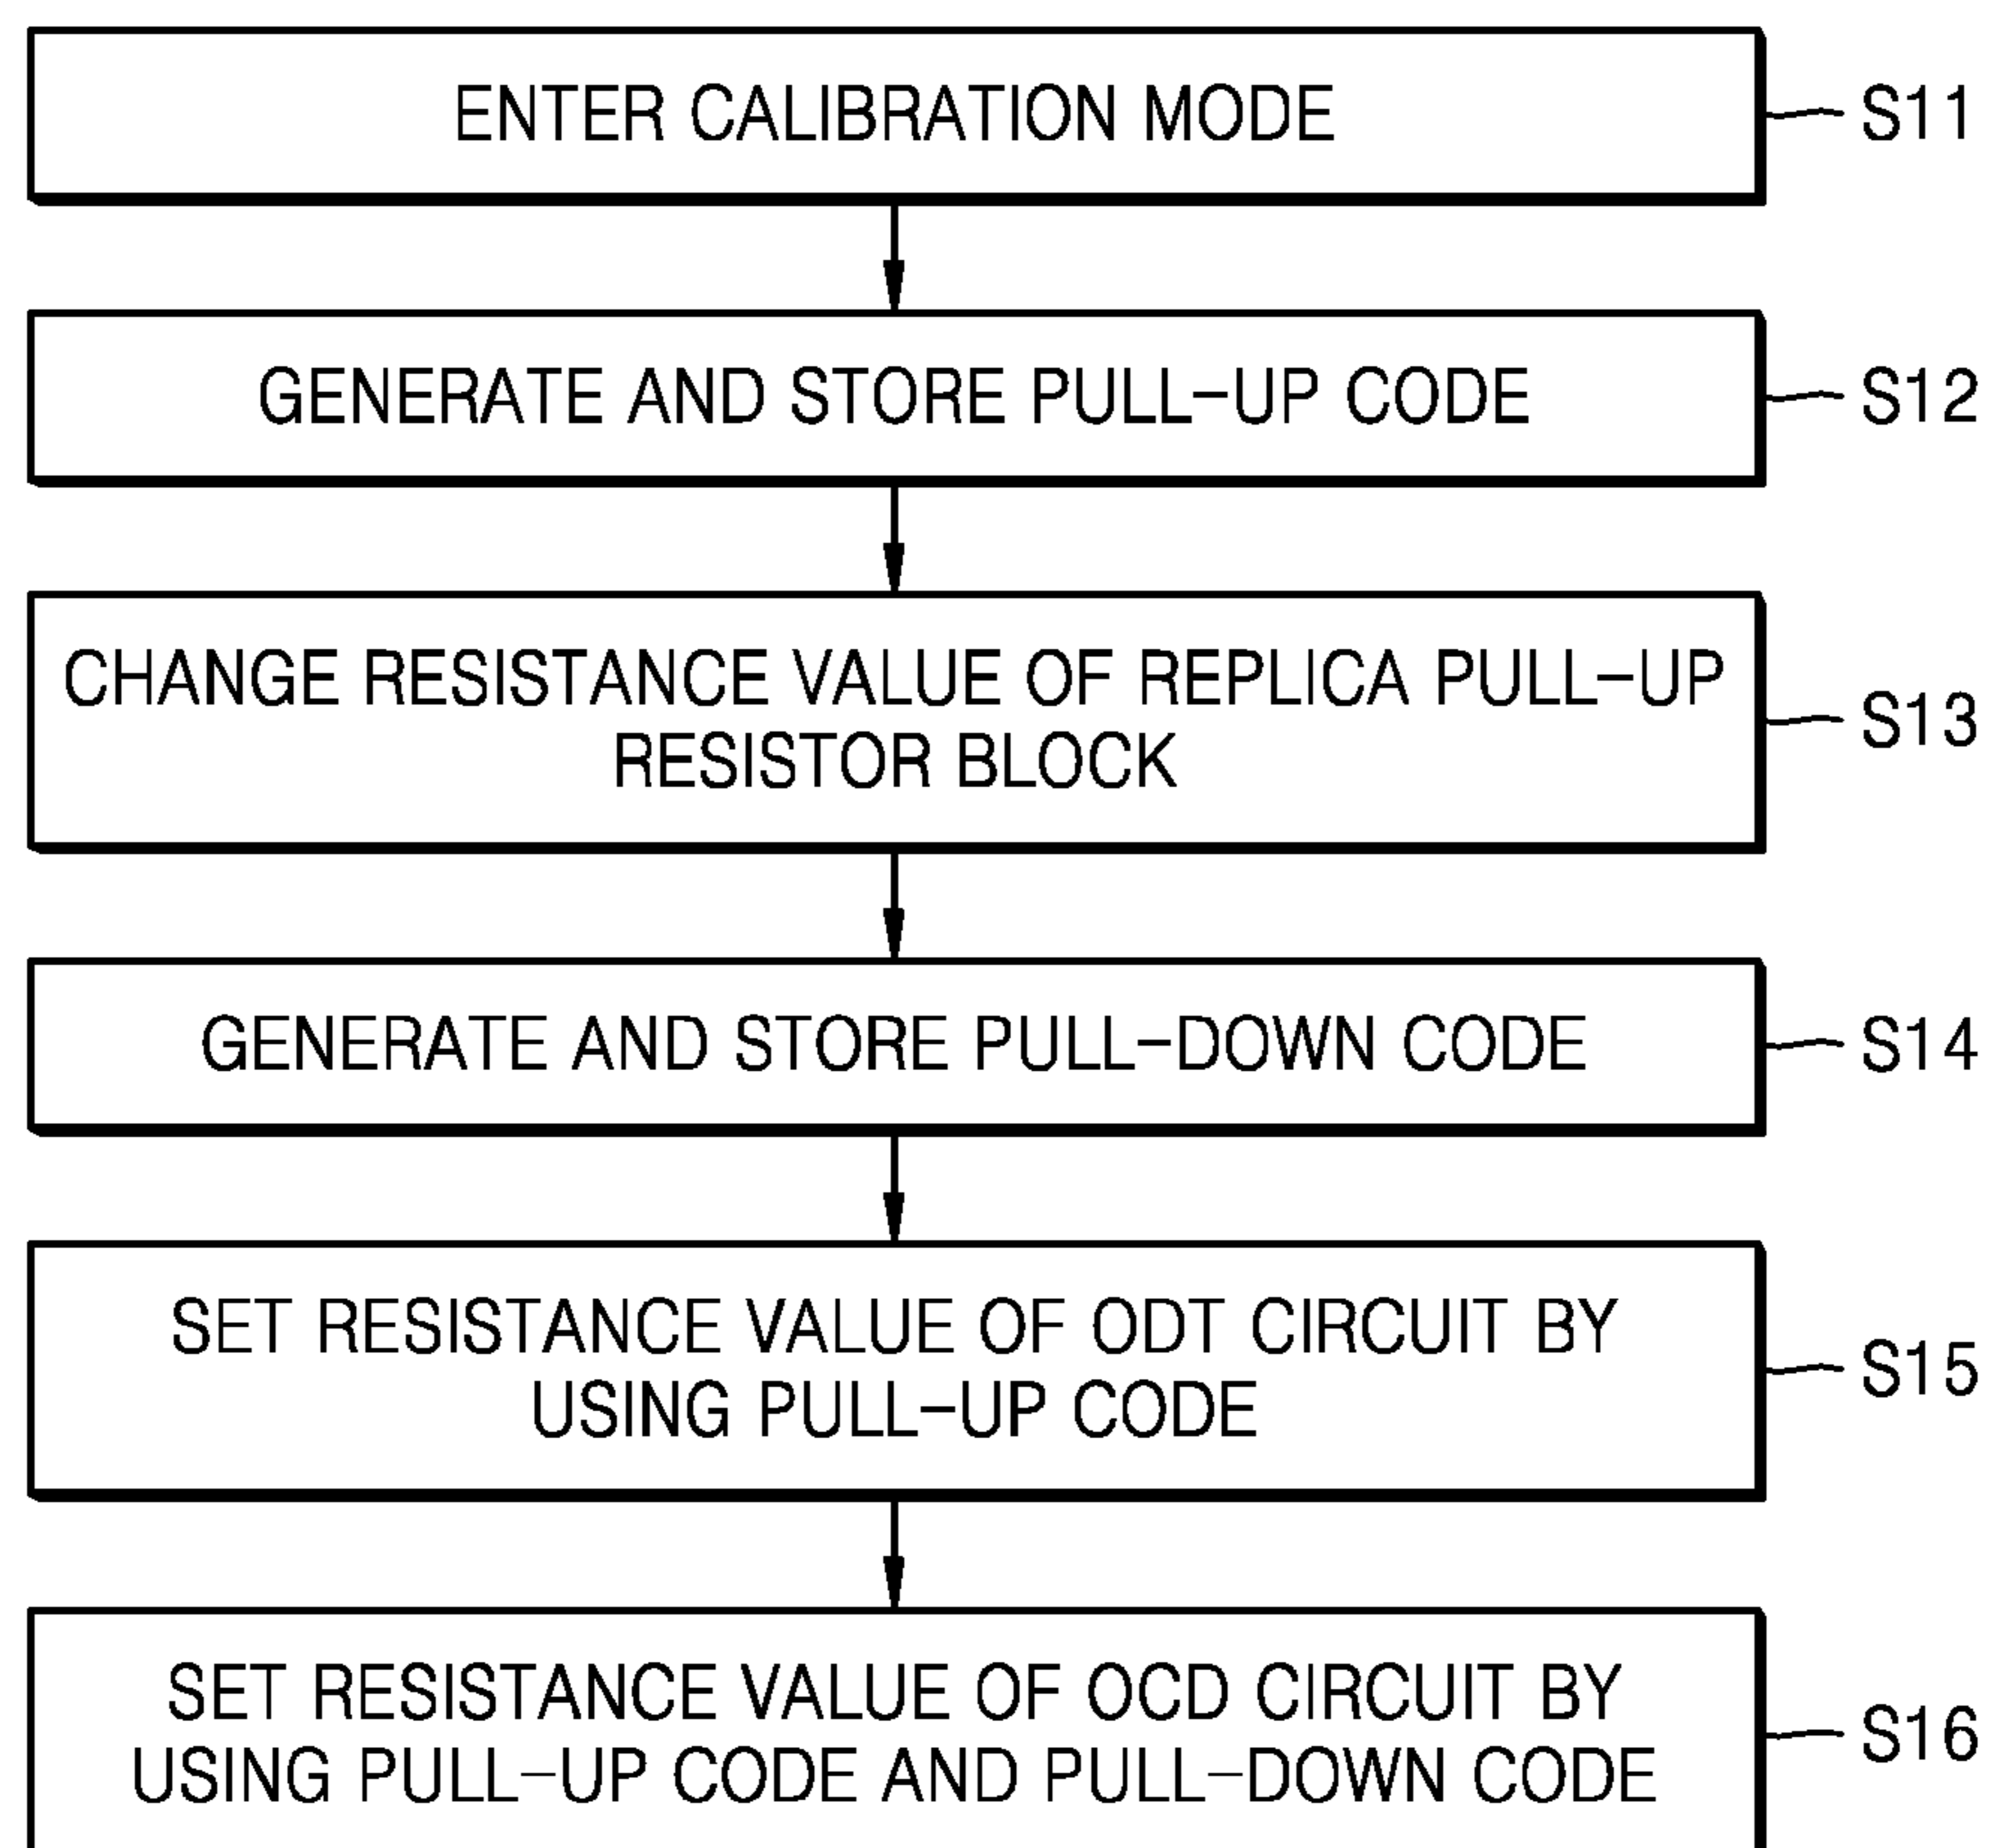 ENTER CALIBRATION MODE
S11
GENERATE AND STORE PULL-UP CODE
S12
CHANGE RESISTANCE VALUE OF REPLICA PULL-UP
RESISTOR BLOCK
S13
GENERATE AND STORE PULL-DOWN CODE
S14
SET RESISTANCE VALUE OF ODT CIRCUIT BY
USING PULL-UP CODE
S15
SET RESISTANCE VALUE OF OCD CIRCUIT BY
USING PULL-UP CODE AND PULL-DOWN CODE
S16